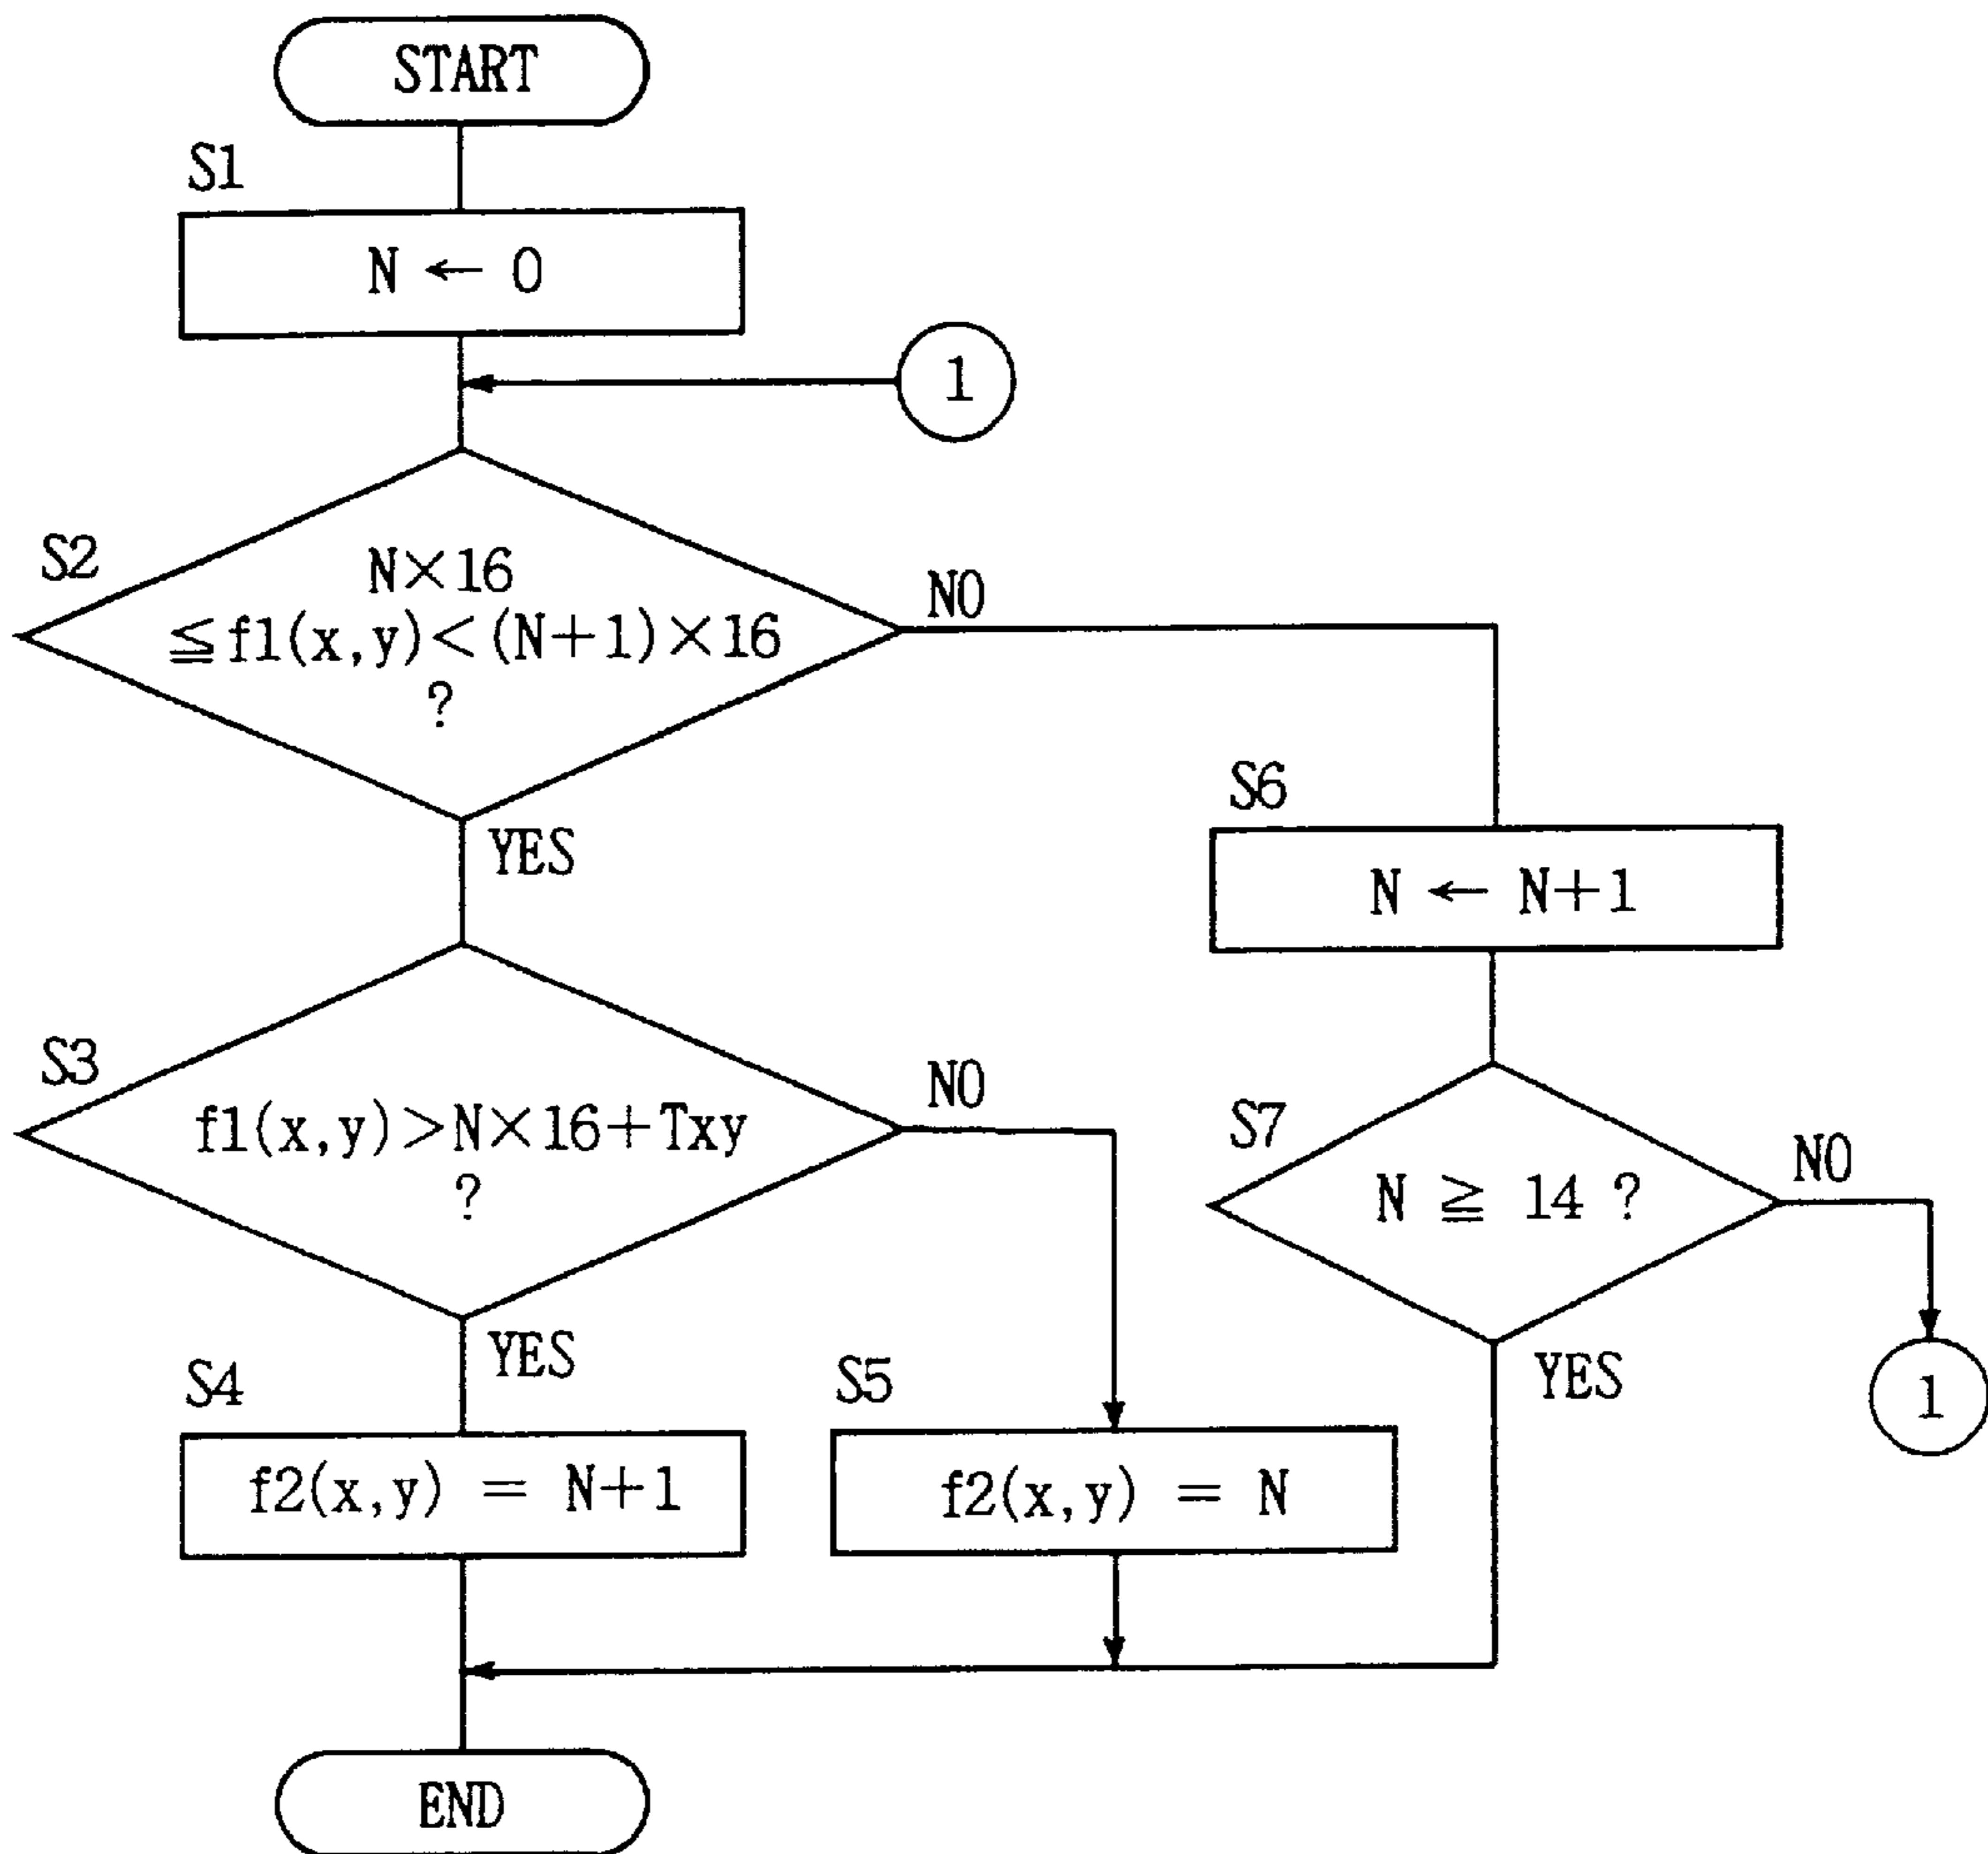 START
S1
N ← 0
1
S2
N×16
≦f1(x,y)<(N+1)×16
?
NO
YES
S6
N ← N+1
S3
f1(x,y)>N×16+Txy
?
NO
YES
S7
N ≧ 14 ?
NO
YES
1
S4
f2(x,y) = N+1
S5
f2(x,y) = N
END